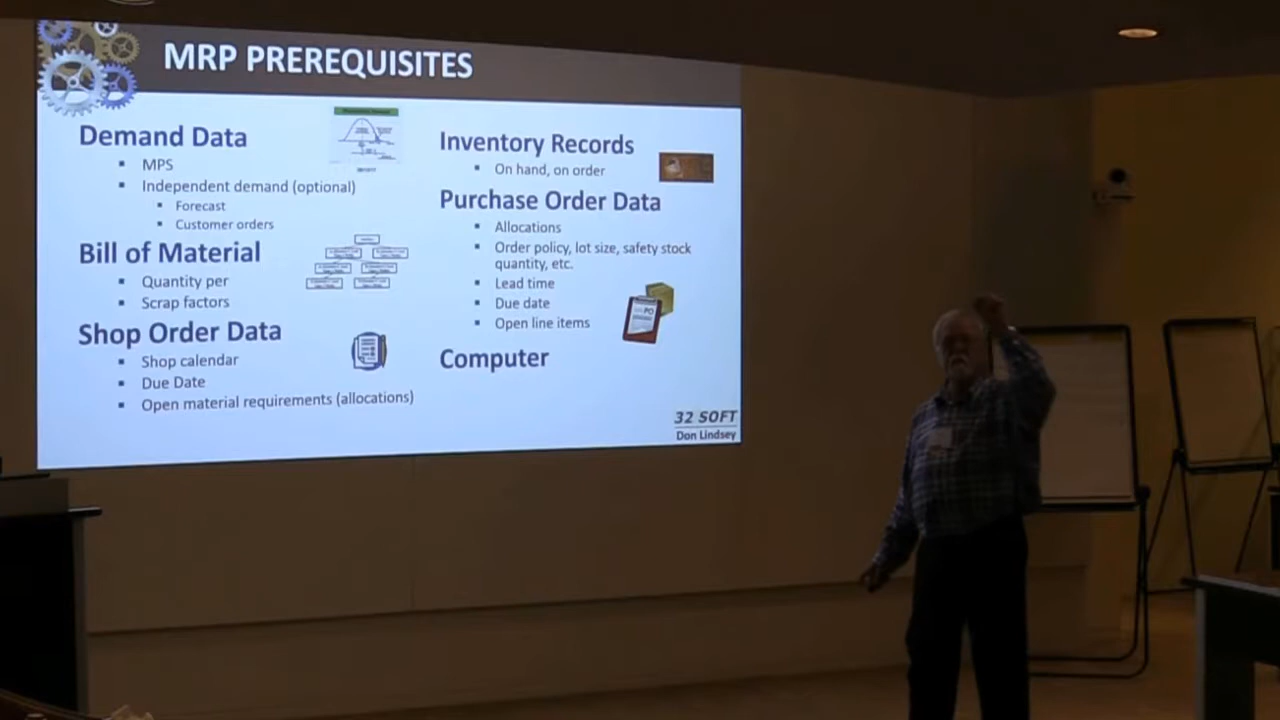 MRP PREREQUISITES
Demand Data
MPS
Independent demand (optional)
Forecast
Customer orders
Bill of Material
Quantity per
Scrap factors
Shop Order Data
Shop calendar
Due Date
Open material requirements (allocations)
Inventory Records
On hand, on order
Purchase Order Data
Allocations
Order policy, lot size, safety stock
quantity, etc.
Lead time
Due date
Open line items
PO
Computer
32 SOFT
Don Lindsey